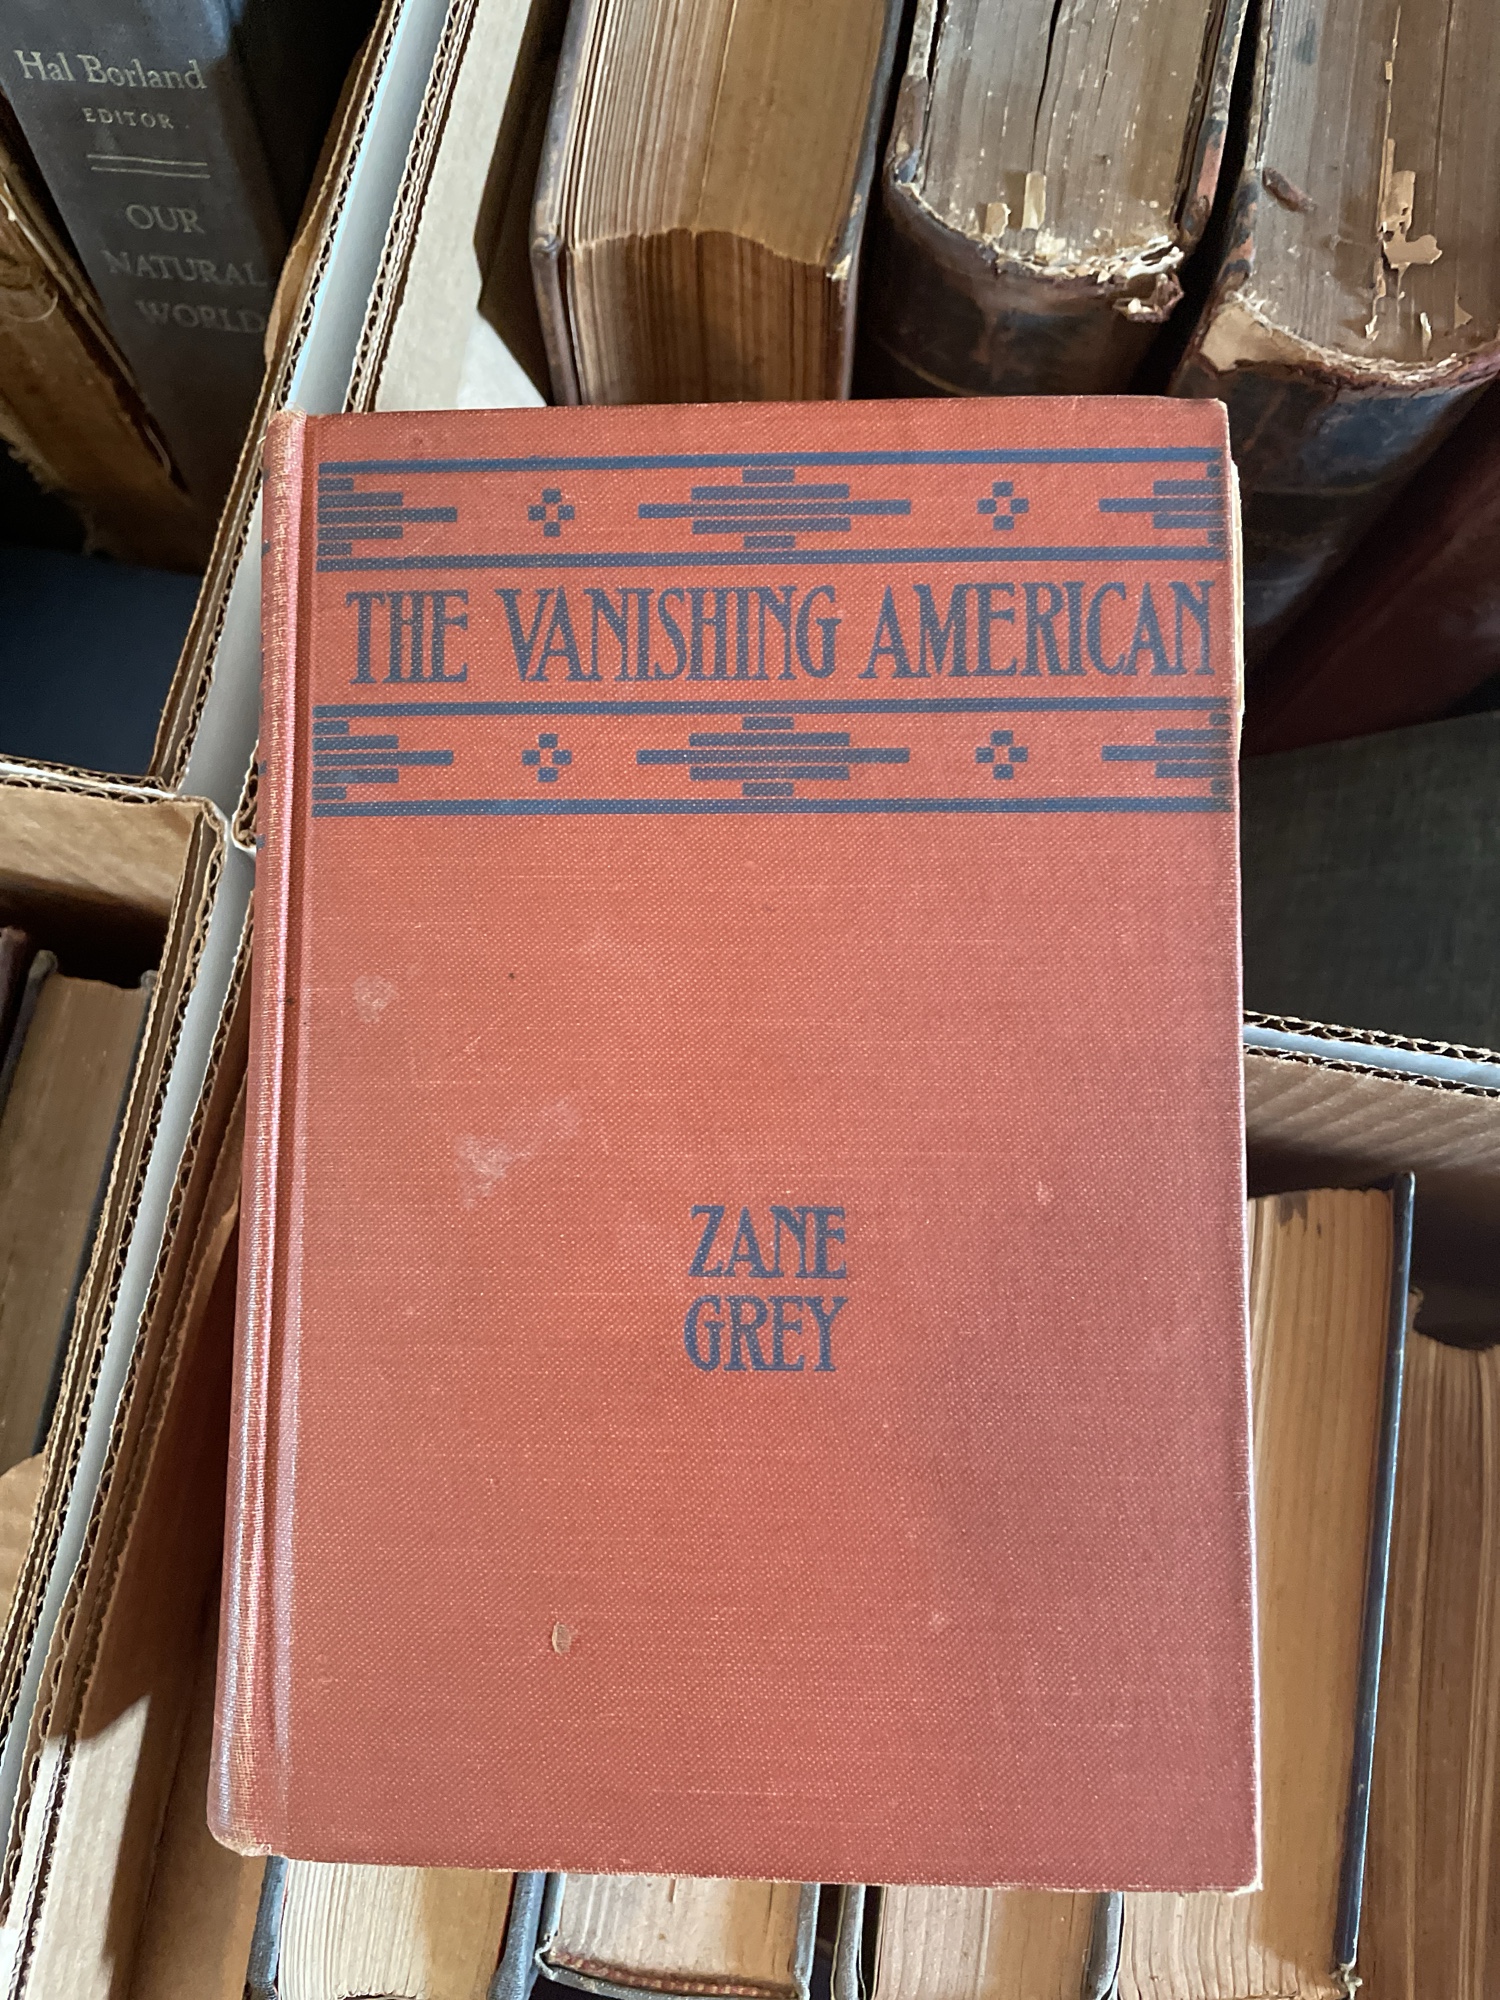 Hal Borland
EDITOR
OUR
NATURAL
WORLD
THE VANISHING AMERICAN
ZANE
GREY